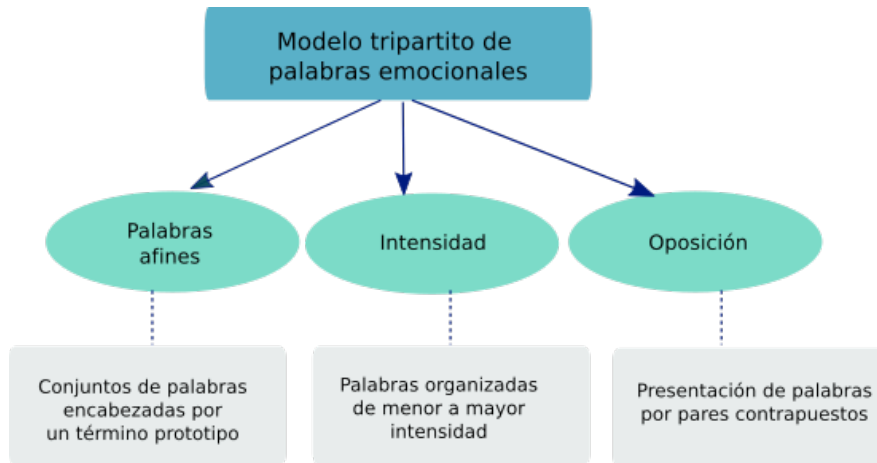 Modelo tripartito de
palabras emocionales
Palabras
afines
Intensidad
Oposición
Conjuntos de palabras
encabezadas por
un término prototipo
Palabras organizadas
de menor a mayor
intensidad
Presentación de palabras
por pares contrapuestos